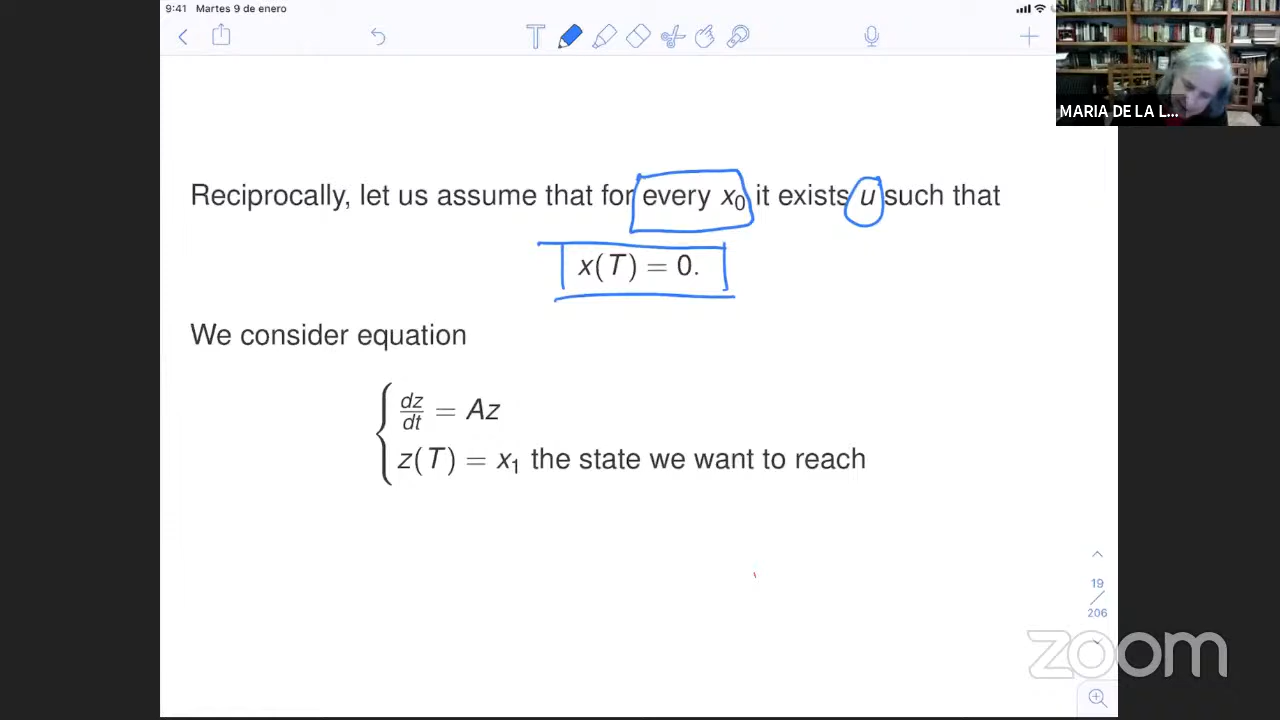 9:41 Martes 9 de enero
MARIA DE LA L...
Reciprocally, let us assume that for every x₀ it exists u such that
x(T) = 0.
We consider equation
dz/dt = Az
z(T) = x₁ the state we want to reach
19
206
zoom